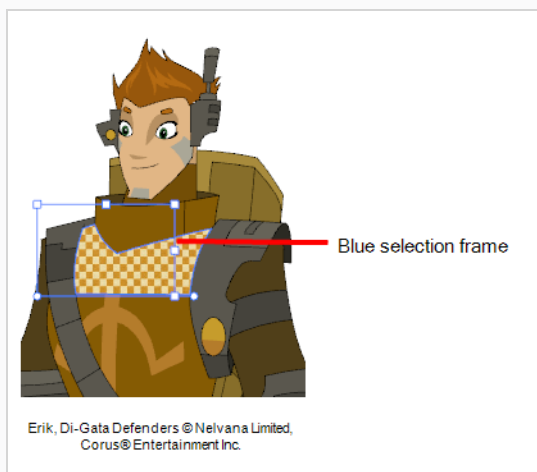 Blue selection frame
Erik, Di-Gata Defenders © Nelvana Limited,
Corus® Entertainment Inc.